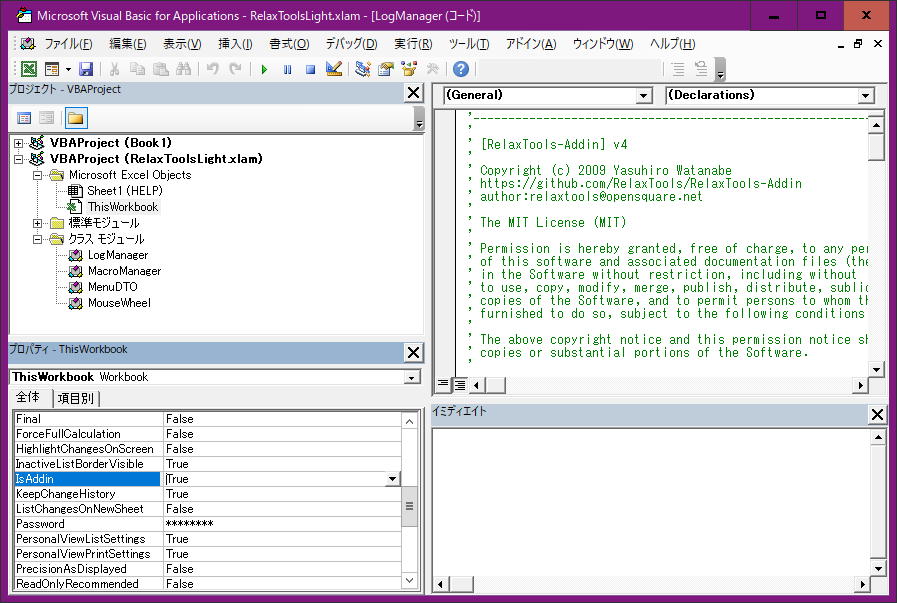 Microsoft Visual Basic for Applications - RelaxToolsLight.xlam - [LogManager (コード)]
ファイル(F) 編集(E) 表示(V) 挿入(I) 書式(O) デバッグ(D) 実行(R) ツール(T) アドイン(A) ウィンドウ(W) ヘルプ(H)
プロジェクト - VBAProject
VBAProject (Book1)
VBAProject (RelaxToolsLight.xlam)
Microsoft Excel Objects
Sheet1 (HELP)
ThisWorkbook
標準モジュール
クラス モジュール
LogManager
MacroManager
MenuDTO
MouseWheel
プロパティ - ThisWorkbook
ThisWorkbook Workbook
全体 項目別
Final False
ForceFullCalculation False
HighlightChangesOnScreen False
InactiveListBorderVisible True
IsAddin True
KeepChangeHistory True
ListChangesOnNewSheet False
Password ********
PersonalViewListSettings True
PersonalViewPrintSettings True
PrecisionAsDisplayed False
ReadOnlyRecommended False
(General) (Declarations)
'-----------------------------------------------------
'
' [RelaxTools-Addin] v4
'
' Copyright (c) 2009 Yasuhiro Watanabe
' https://github.com/RelaxTools/RelaxTools-Addin
' author:relaxtools@opensquare.net
'
' The MIT License (MIT)
'
' Permission is hereby granted, free of charge, to any per
' of this software and associated documentation files (the
' in the Software without restriction, including without l
' to use, copy, modify, merge, publish, distribute, sublic
' copies of the Software, and to permit persons to whom th
' furnished to do so, subject to the following conditions
'
' The above copyright notice and this permission notice sh
' copies or substantial portions of the Software.
'
イミディエイト